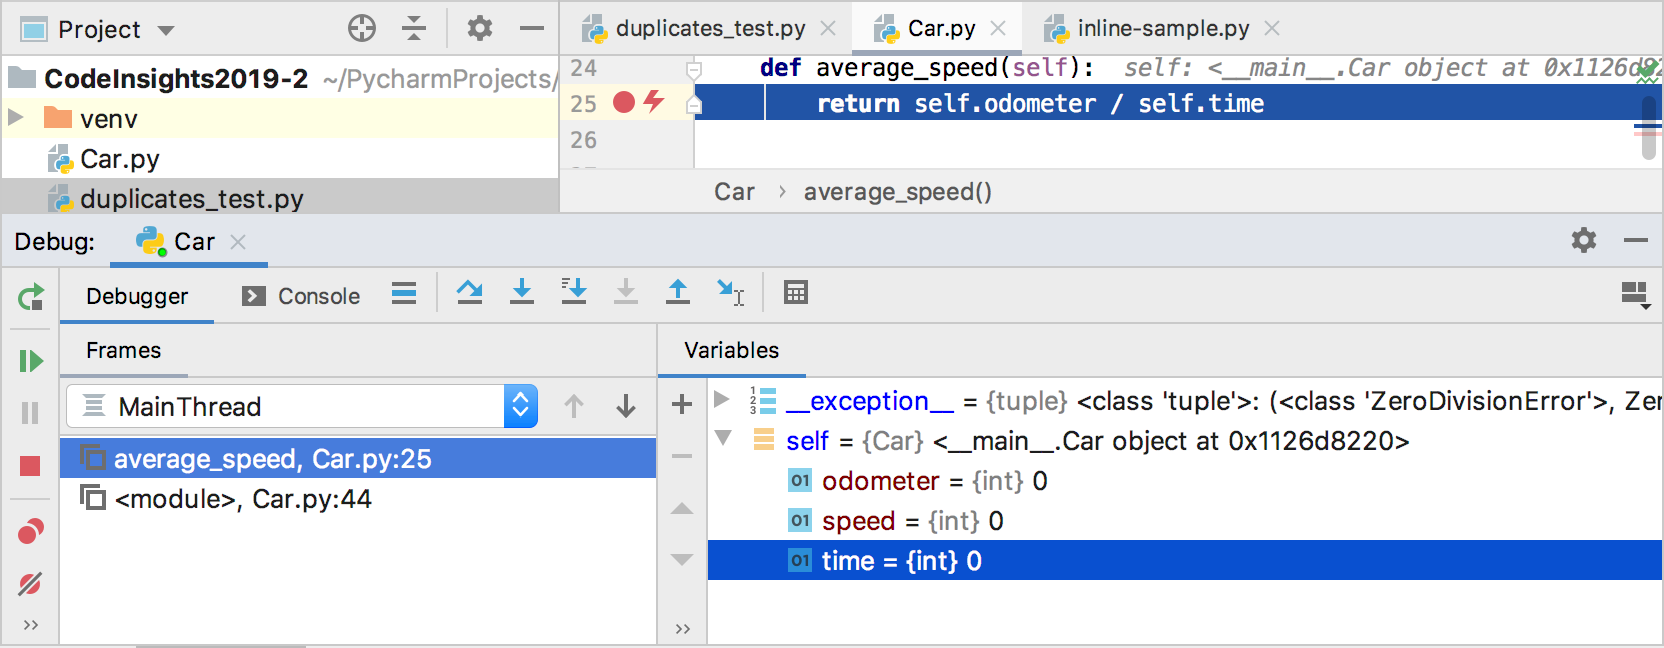 Project
duplicates_test.py
Car.py
inline-sample.py
CodeInsights2019-2 ~/PycharmProjects/
venv
Car.py
duplicates_test.py
24 def average_speed(self): self: <__main__.Car object at 0x1126d82
25 return self.odometer / self.time
26
Car › average_speed()
Debug: Car
Debugger Console
Frames
MainThread
average_speed, Car.py:25
<module>, Car.py:44
Variables
__exception__ = {tuple} <class 'tuple'>: (<class 'ZeroDivisionError'>, Zer
self = {Car} <__main__.Car object at 0x1126d8220>
01 odometer = {int} 0
01 speed = {int} 0
01 time = {int} 0